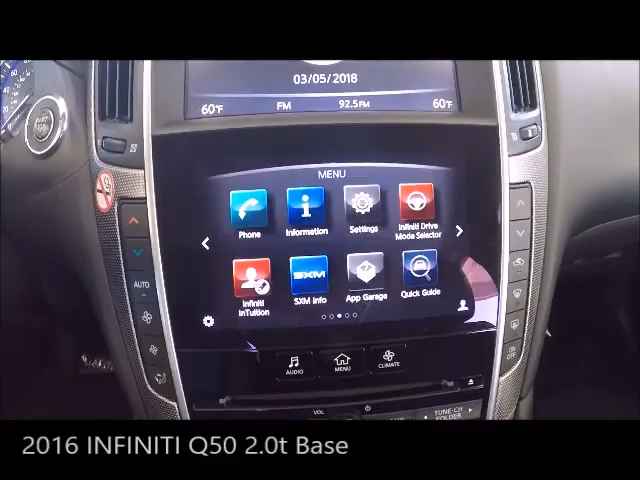 03/05/2018
60°F FM 92.5FM 60°F
MENU
Phone Information Settings Infiniti Drive Mode Selector
SXM
Infiniti InTuition SXM Info App Garage Quick Guide
AUTO
ON OFF
AUDIO MENU CLIMATE
VOL
TUNE·CH
FOLDER
2016 INFINITI Q50 2.0t Base